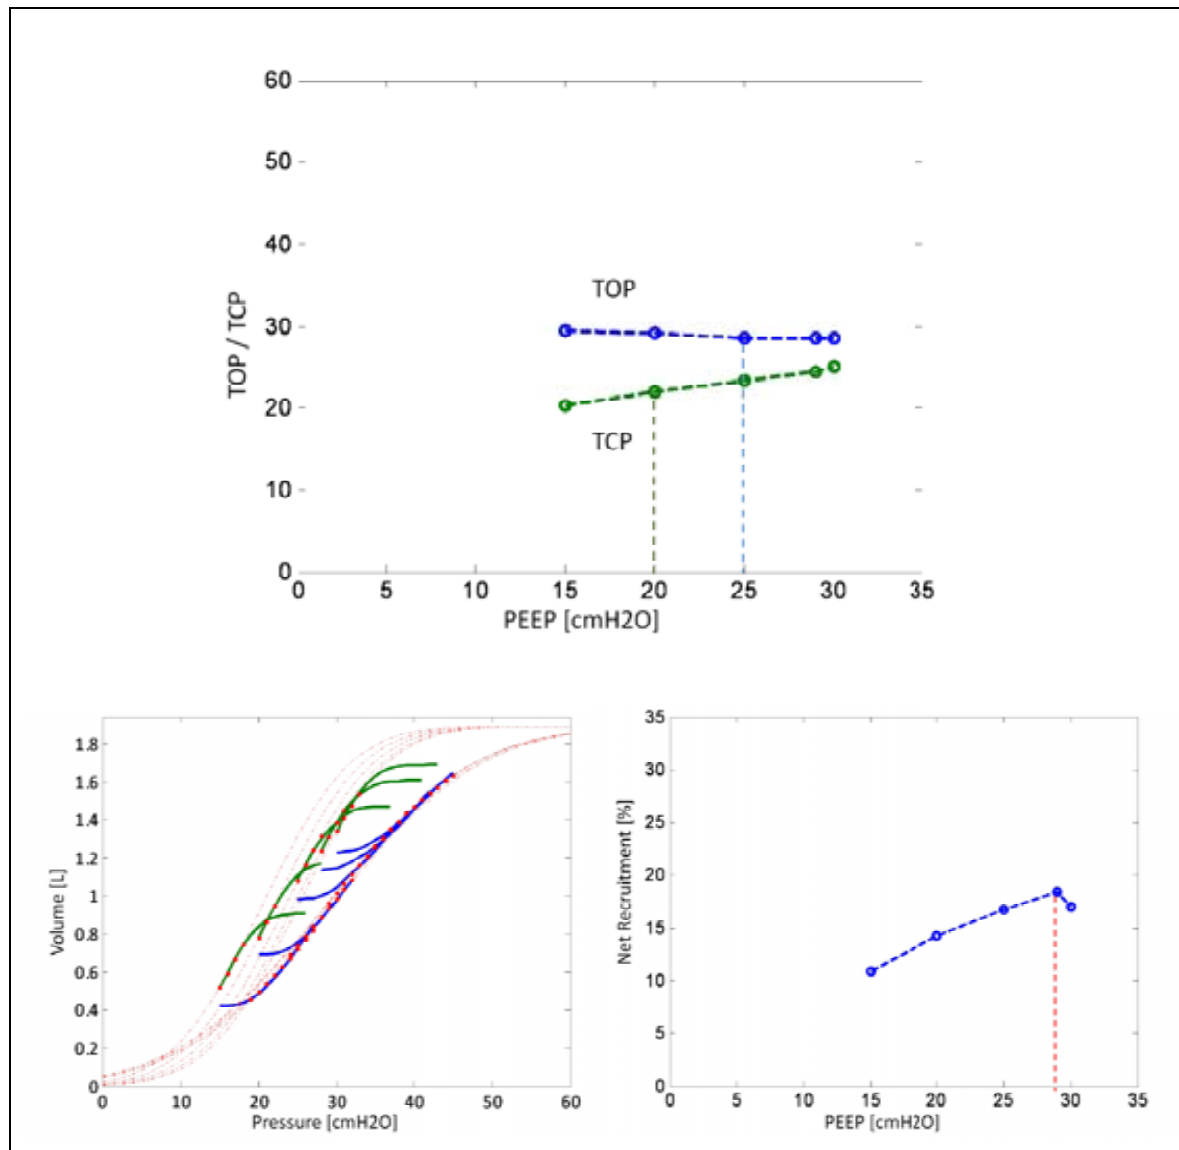 60
50
40
30
20
10
0
TOP / TCP
TOP
TCP
0 5 10 15 20 25 30 35
PEEP [cmH2O]
1.8
1.6
1.4
1.2
1
0.8
0.6
0.4
0.2
0
Volume [L]
0 10 20 30 40 50 60
Pressure [cmH2O]
35
30
25
20
15
10
5
0
Net Recruitment [%]
0 5 10 15 20 25 30 35
PEEP [cmH2O]